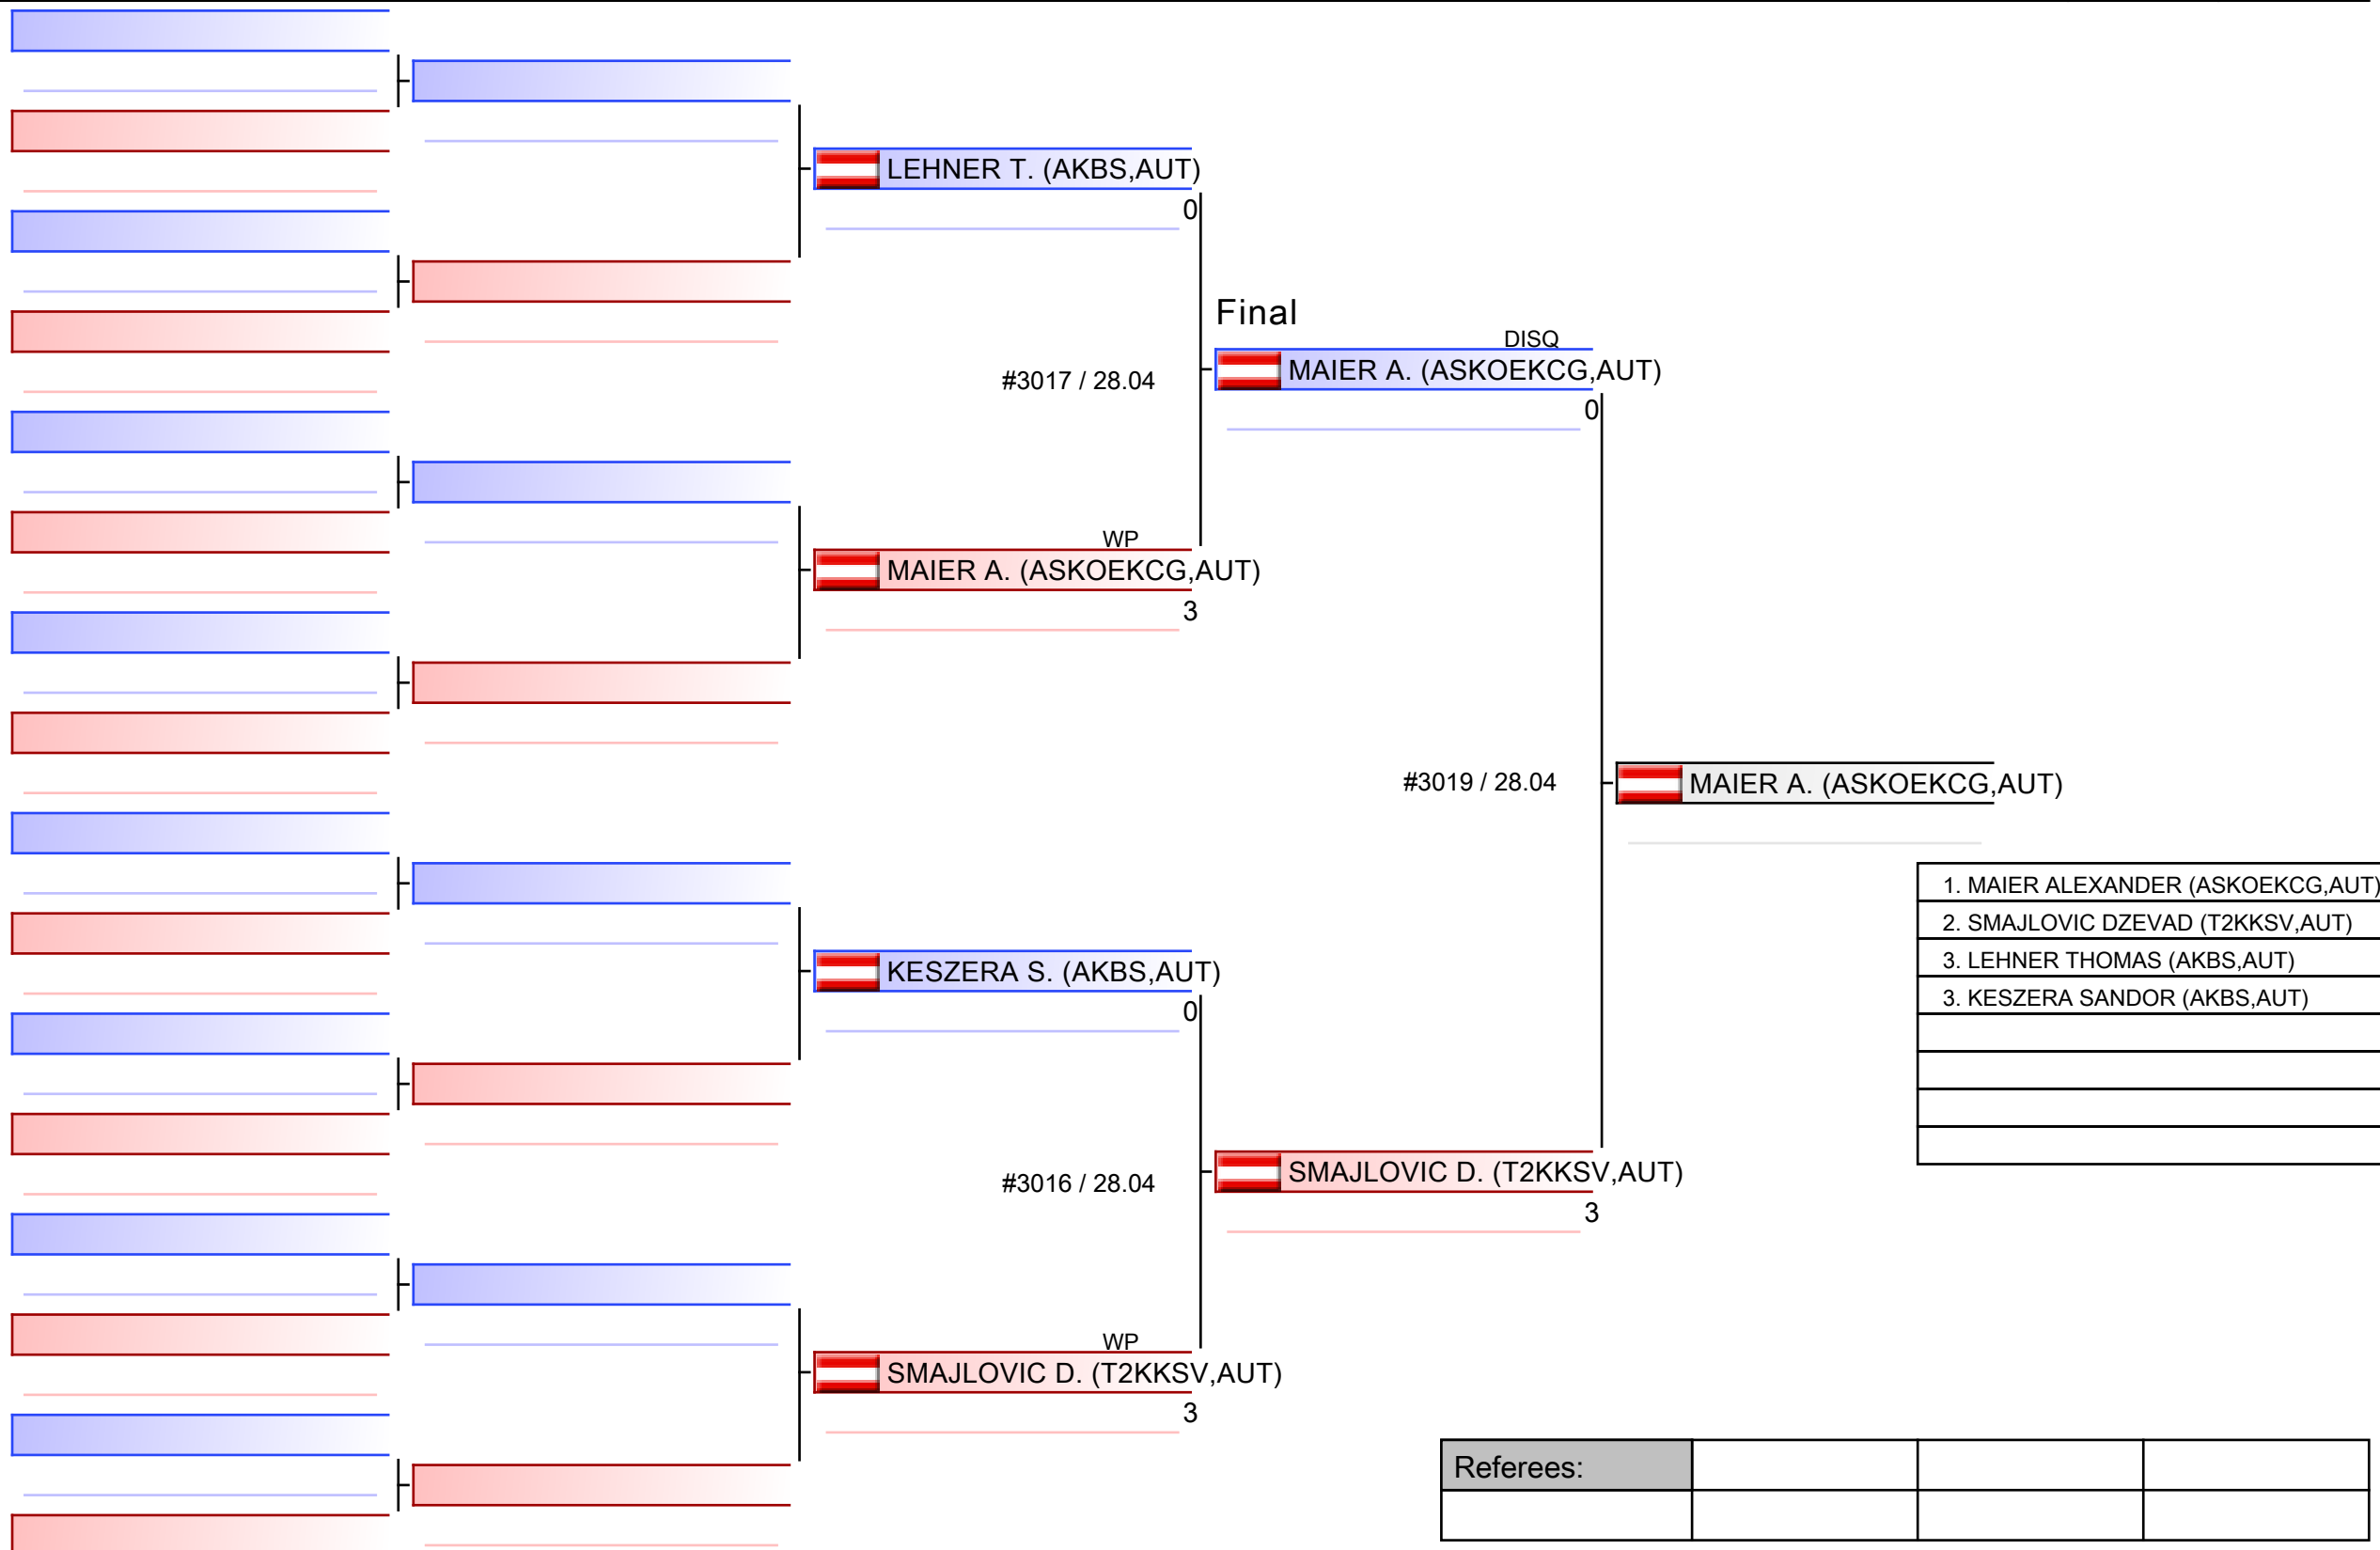 LEHNER T. (AKBS,AUT)
0
#3017 / 28.04
WP
MAIER A. (ASKOEKCG,AUT)
3
KESZERA S. (AKBS,AUT)
0
#3016 / 28.04
WP
SMAJLOVIC D. (T2KKSV,AUT)
3
Final
DISQ
MAIER A. (ASKOEKCG,AUT)
0
#3019 / 28.04
SMAJLOVIC D. (T2KKSV,AUT)
3
MAIER A. (ASKOEKCG,AUT)
1. MAIER ALEXANDER (ASKOEKCG,AUT)
2. SMAJLOVIC DZEVAD (T2KKSV,AUT)
3. LEHNER THOMAS (AKBS,AUT)
3. KESZERA SANDOR (AKBS,AUT)
Referees: